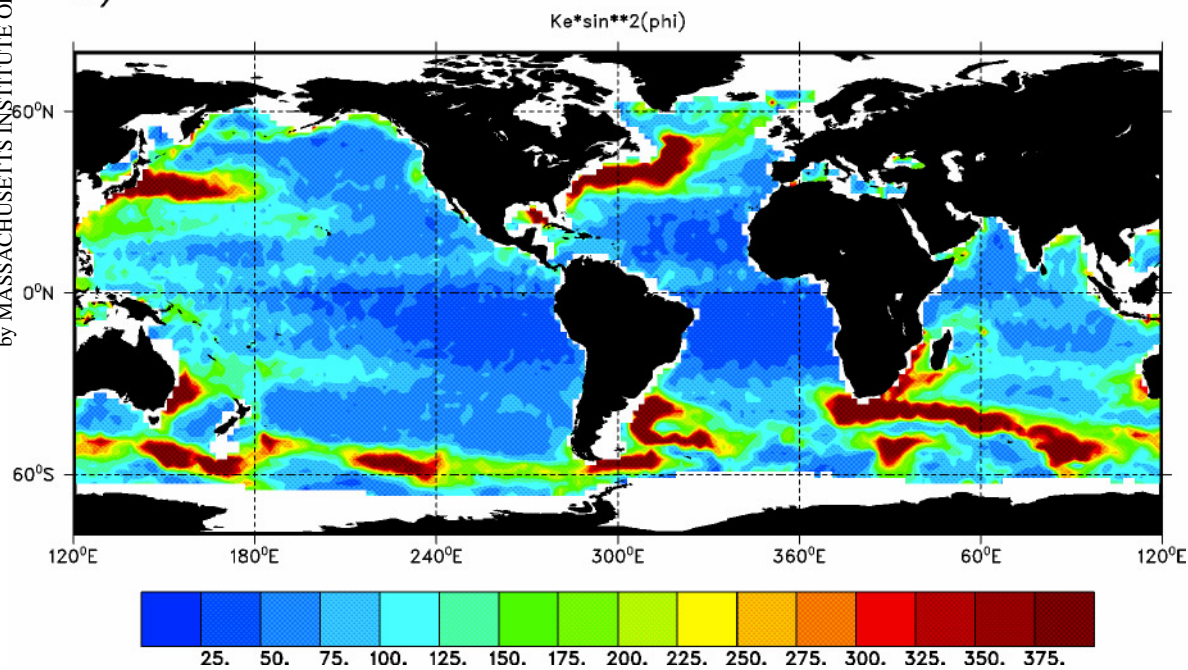 by MASSACHUSETTS INSTITUTE OF
Ke*sin**2(phi)
60⁰N
0⁰N
60⁰S
120⁰E 180⁰E 240⁰E 300⁰E 360⁰E 60⁰E 120⁰E
25. 50. 75. 100. 125. 150. 175. 200. 225. 250. 275. 300. 325. 350. 375.